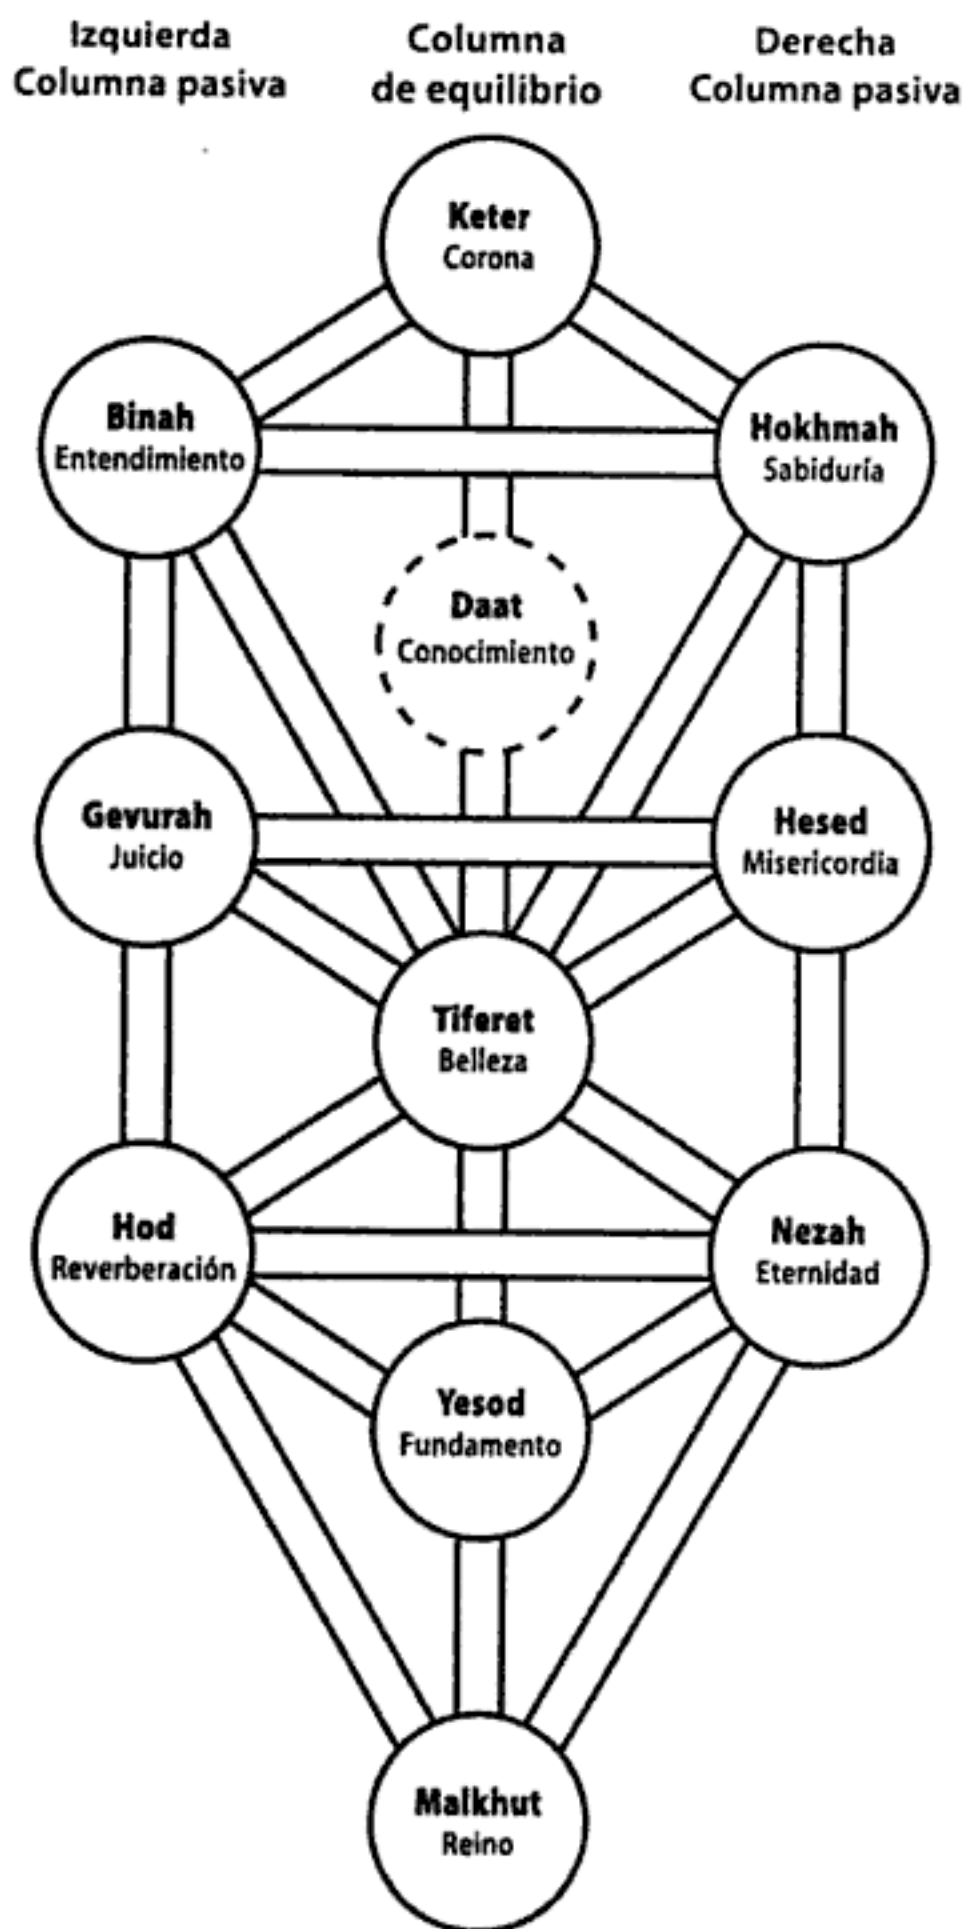 Izquierda
Columna pasiva
Columna
de equilibrio
Derecha
Columna pasiva
Keter
Corona
Binah
Entendimiento
Hokhmah
Sabiduría
Daat
Conocimiento
Gevurah
Juicio
Hesed
Misericordia
Tiferet
Belleza
Hod
Reverberación
Nezah
Eternidad
Yesod
Fundamento
Malkhut
Reino